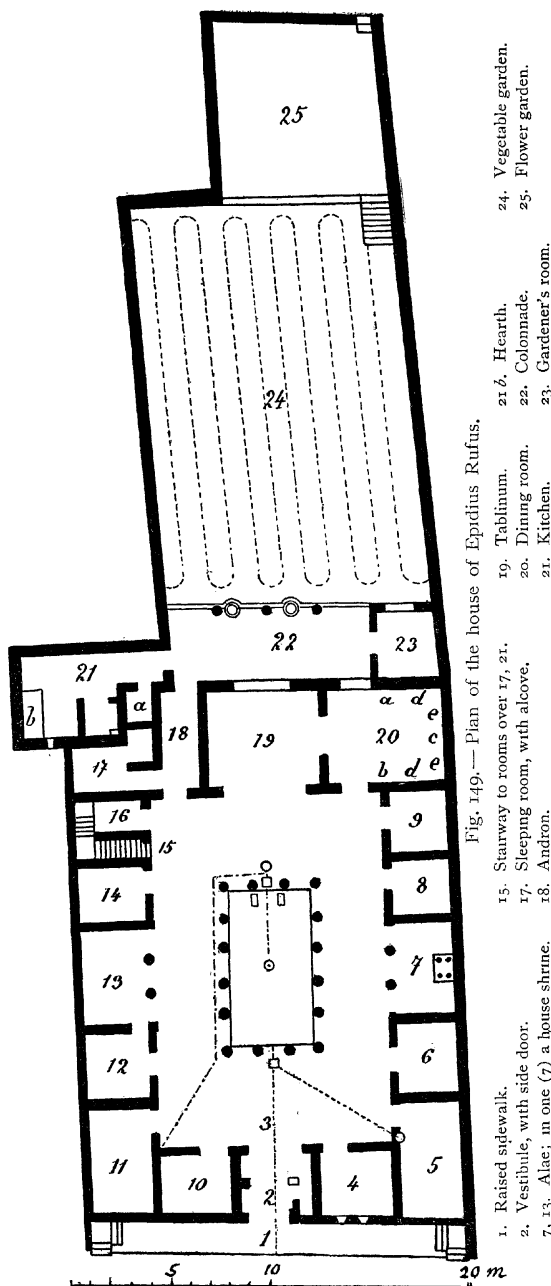 25
24
22
23
21
b
a
18
17
19
20
a d
e
c
e
b d
16
15
9
14
8
13
7
12
6
3
11
10
2
4
5
1
5 10 20 m
Fig. 149.— Plan of the house of Epidius Rufus.
1. Raised sidewalk.
2. Vestibule, with side door.
7, 13. Alae; in one (7) a house shrine.
15. Stairway to rooms over 17, 21.
17. Sleeping room, with alcove.
18. Andron.
19. Tablinum.
20. Dining room.
21. Kitchen.
21 b. Hearth.
22. Colonnade.
23. Gardener's room.
24. Vegetable garden.
25. Flower garden.